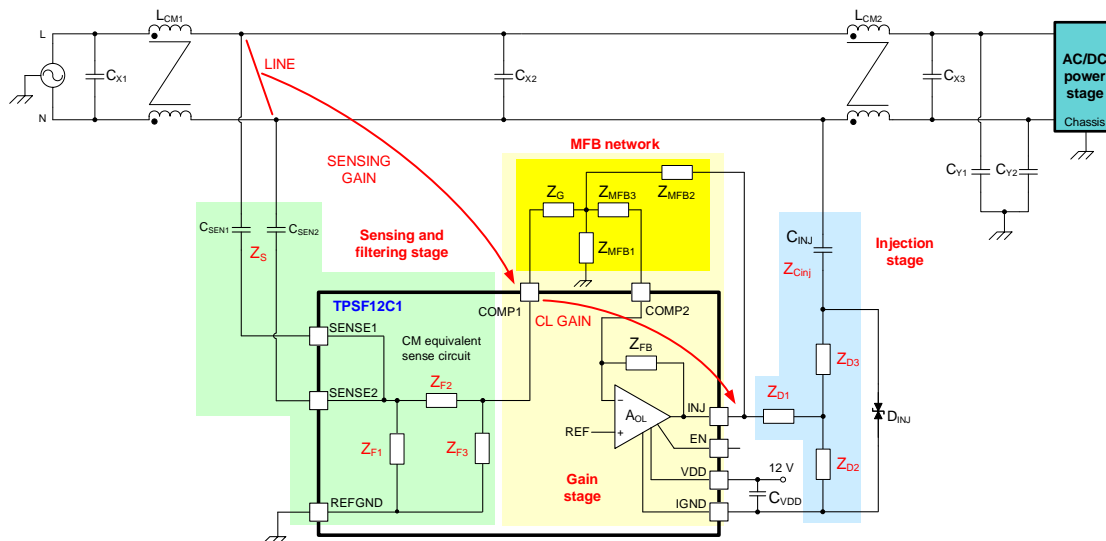 L
LCM1
LCM2
CX1
LINE
CX2
CX3
AC/DC
power
stage
Chassis
N
MFB network
SENSING
GAIN
CY1
CY2
ZG
ZMFB3
ZMFB2
CSEN1
CSEN2
ZS
Sensing and
filtering stage
ZMFB1
CINJ
ZCinj
Injection
stage
TPSF12C1
COMP1
CL GAIN
COMP2
SENSE1
CM equivalent
sense circuit
ZFB
ZD3
ZF2
ZD1
SENSE2
AOL
INJ
DINJ
REF
EN
ZF1
ZF3
ZD2
Gain
stage
VDD
12 V
CVDD
REFGND
IGND
− 
+